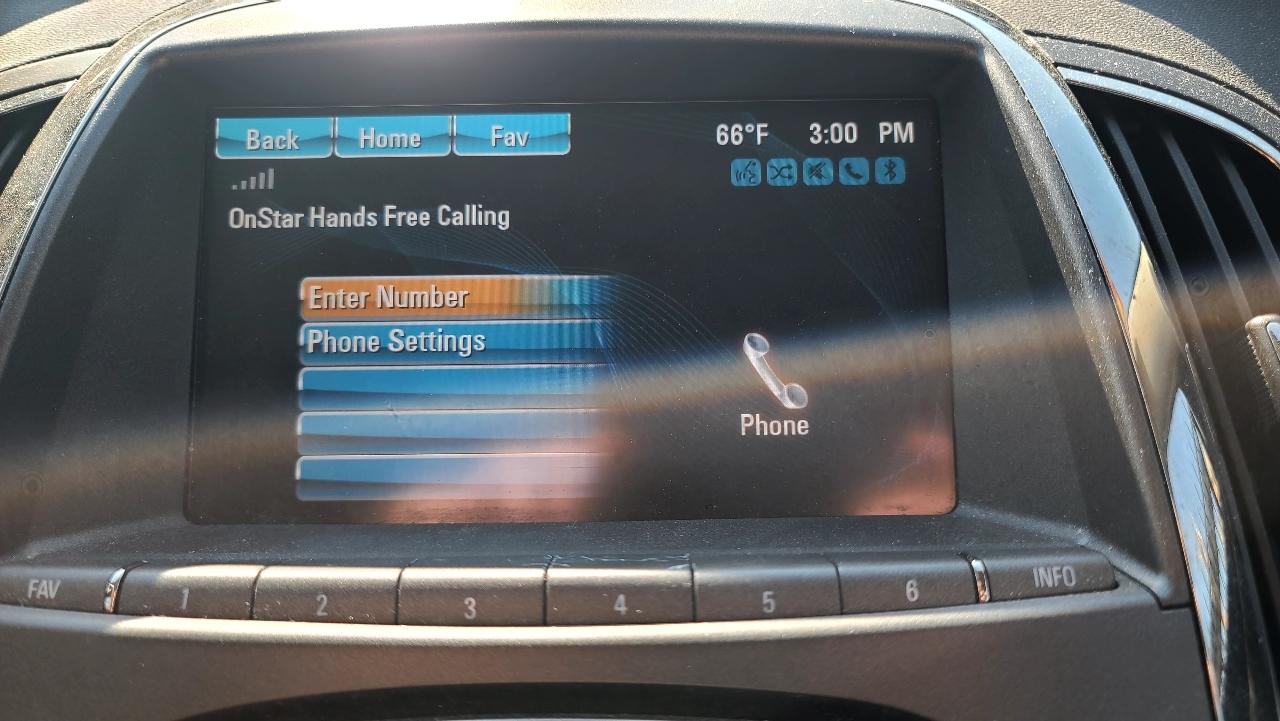 Back Home Fav 66°F 3:00 PM
OnStar Hands Free Calling
Enter Number
Phone Settings
Phone
FAV 1 2 3 4 5 6 INFO